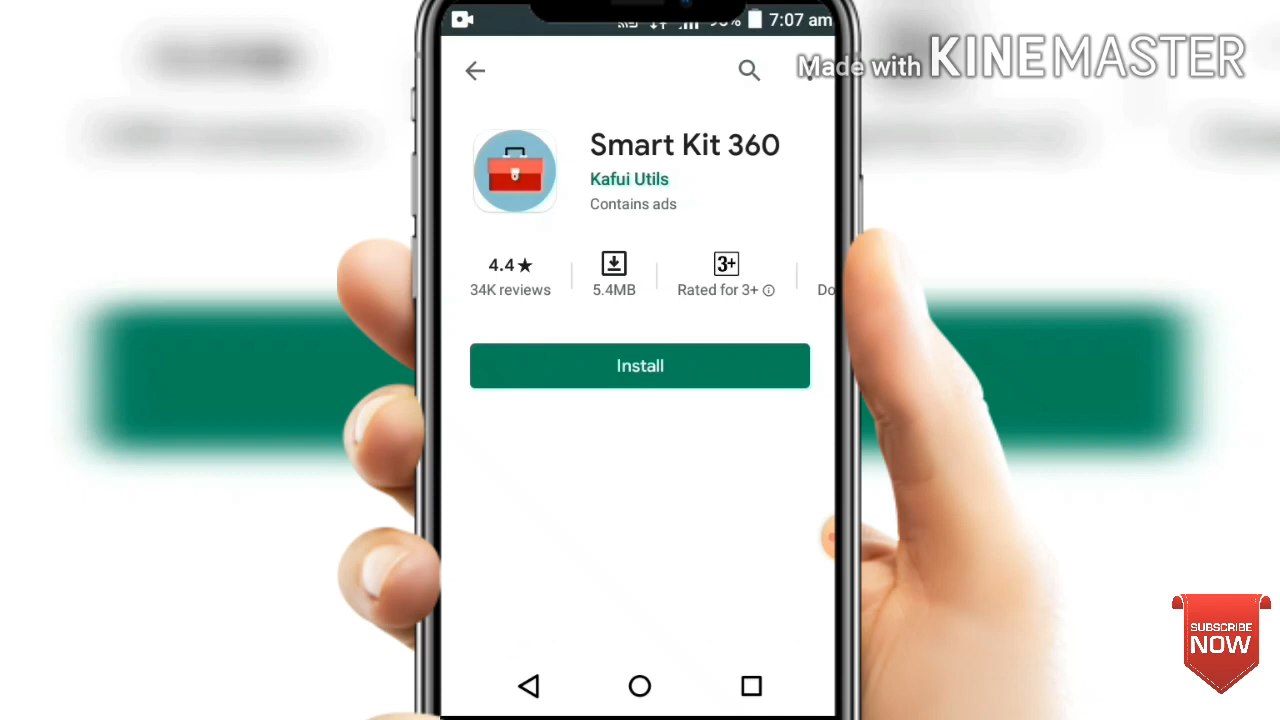 7:07 am
Made with KINEMASTER
Smart Kit 360
Kafui Utils
Contains ads
4.4★
3+
34K reviews
5.4MB
Rated for 3+
Do
Install
SUBSCRIBE
NOW